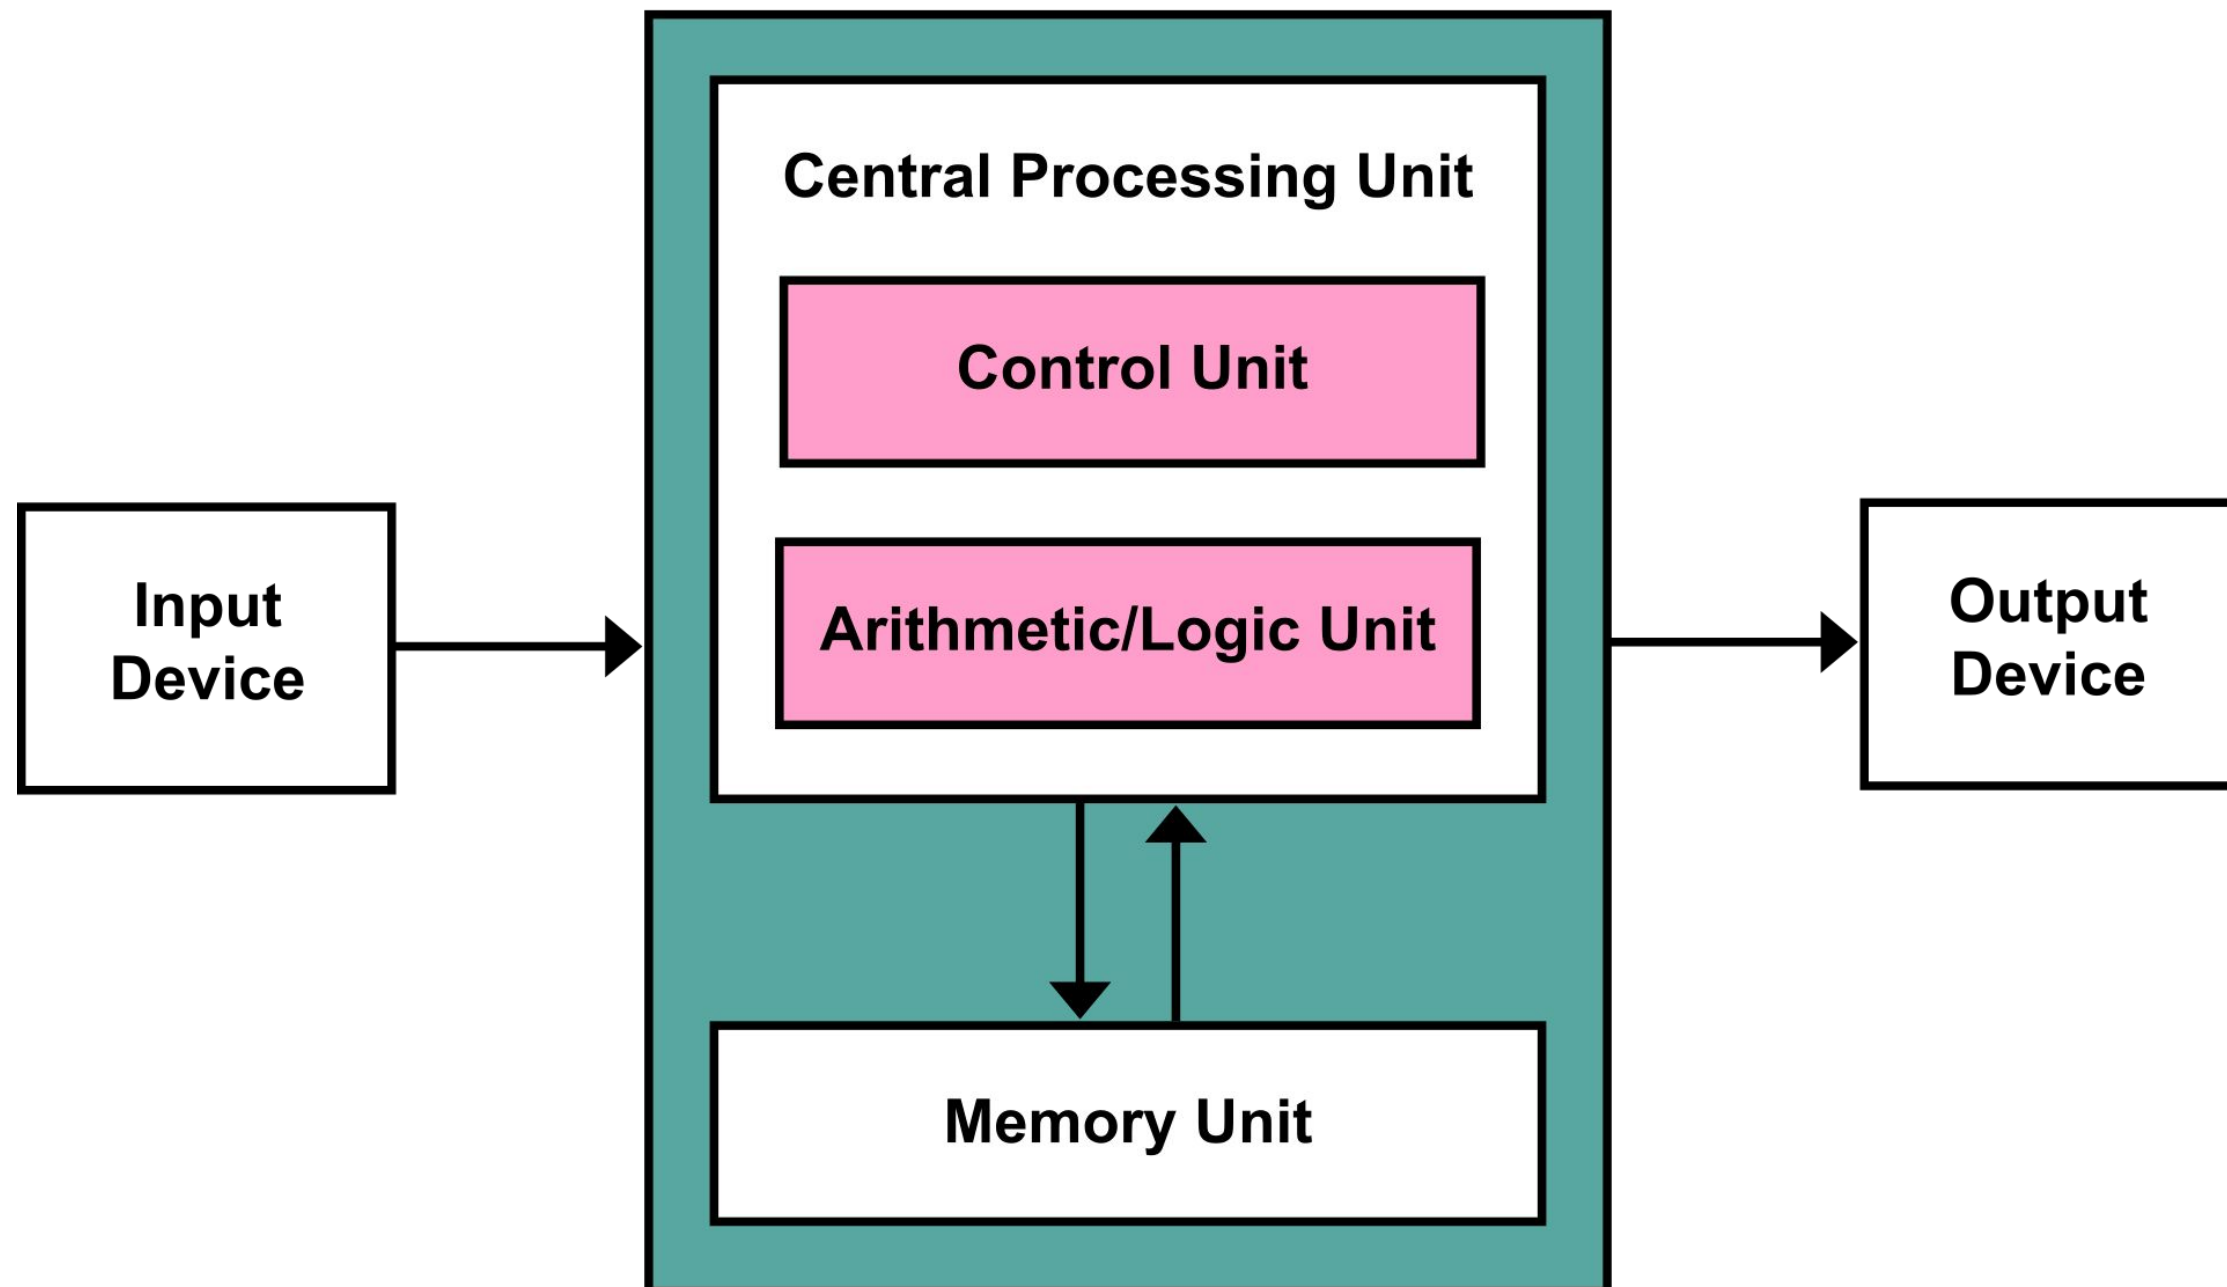 Central Processing Unit
Control Unit
Arithmetic/Logic Unit
Input
Device
Output
Device
Memory Unit